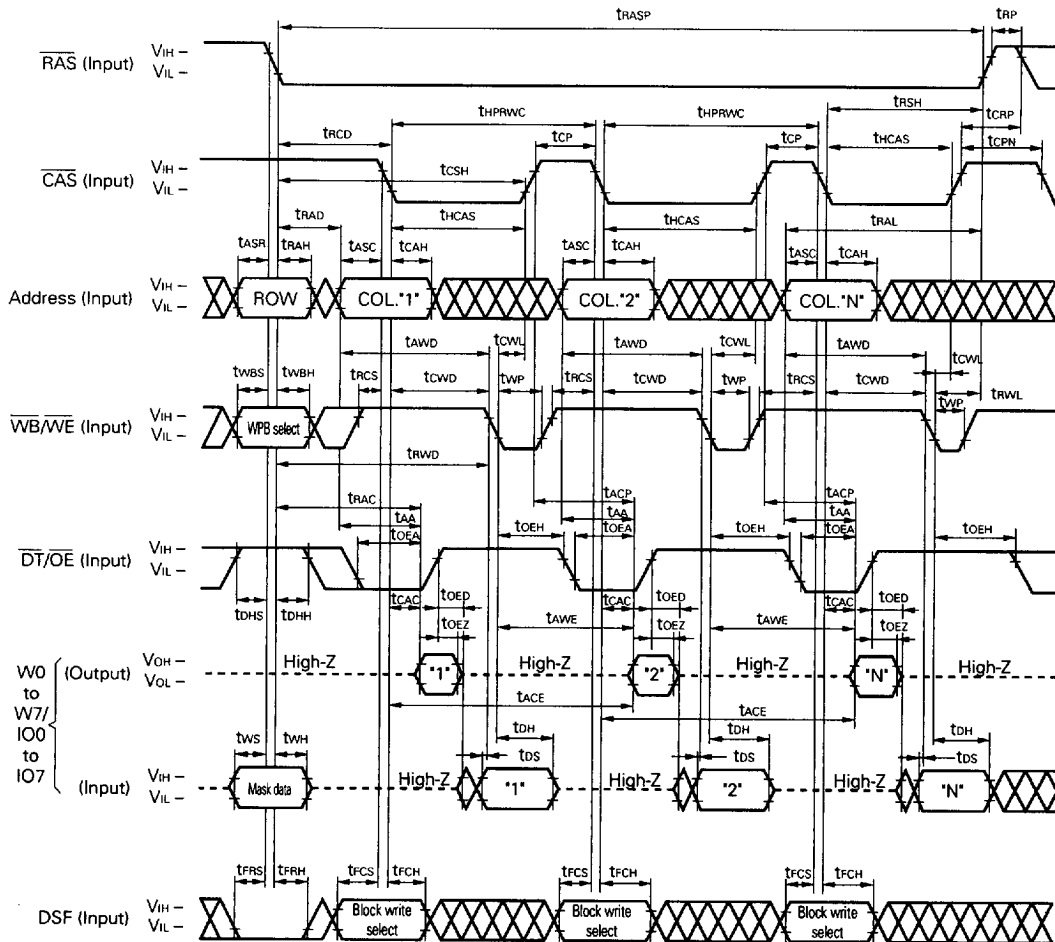 tRASP tRP
RAS (Input) VIH –
VIL –
tRSH
tHPRWC tHPRWC tCRP
tRCD tCP tCP tHCAS tCPN
CAS (Input) VIH –
VIL –
tCSH
tRAD tHCAS tHCAS tRAL
tASR tRAH tASC tCAH tASC tCAH tASC tCAH
Address (Input) VIH –
VIL –
ROW COL."1" COL."2" COL."N"
tAWD tCWL tAWD tCWL tAWD tCWL
tWBS tWBH tRCS tCWD tWP tRCS tCWD tWP tRCS tCWD tWP tRWL
WB/WE (Input) VIH –
VIL –
WPB select
tRWD
tRAC tACP tACP
tAA tAA tAA
tOEA tOEH tOEA tOEH tOEA tOEH
DT/OE (Input) VIH –
VIL –
tDHS tDHH tCAC tOED tCAC tOED tCAC tOED
tOEZ tAWE tOEZ tAWE tOEZ
W0
to
W7/
IO0
to
IO7
(Output) VOH –
VOL –
High-Z "1" High-Z "2" High-Z "N" High-Z
tACE tACE
tWS tWH tDH tDH tDH
tDS tDS tDS
(Input) VIH –
VIL –
Mask data High-Z "1" High-Z "2" High-Z "N"
tFRS tFRH tFCS tFCH tFCS tFCH tFCS tFCH
DSF (Input) VIH –
VIL –
Block write
select
Block write
select
Block write
select